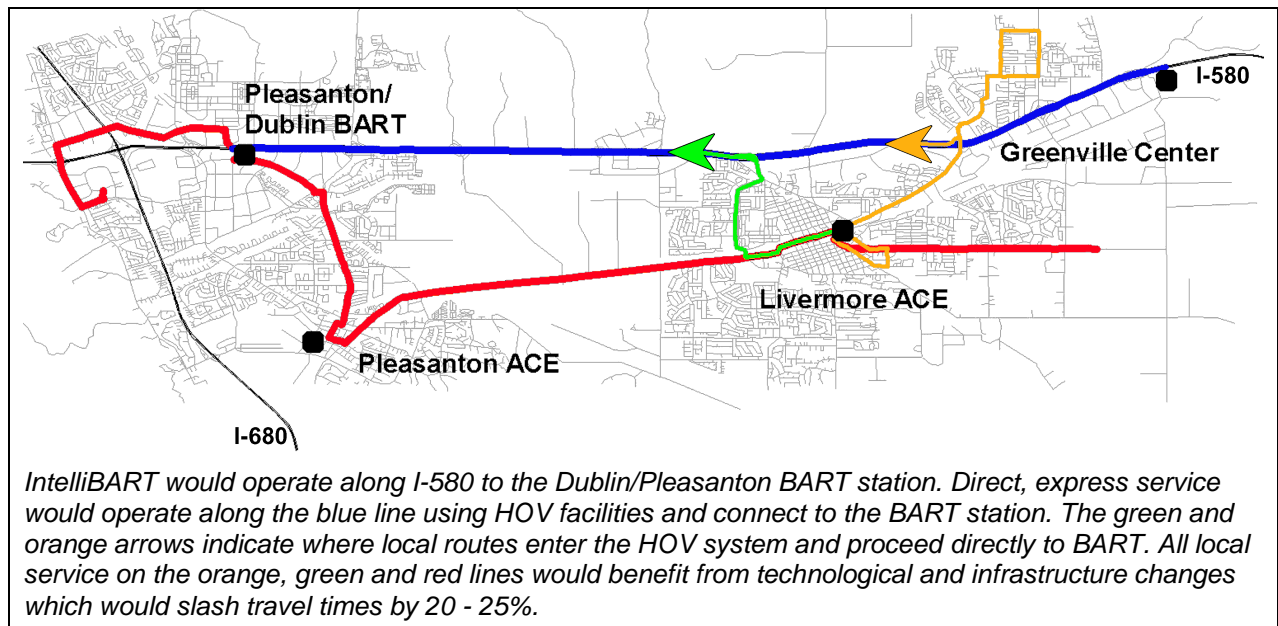 I-580
Pleasanton/
Dublin BART
Greenville Center
Livermore ACE
Pleasanton ACE
I-680
IntelliBART would operate along I-580 to the Dublin/Pleasanton BART station. Direct, express service
would operate along the blue line using HOV facilities and connect to the BART station. The green and
orange arrows indicate where local routes enter the HOV system and proceed directly to BART. All local
service on the orange, green and red lines would benefit from technological and infrastructure changes
which would slash travel times by 20 - 25%.